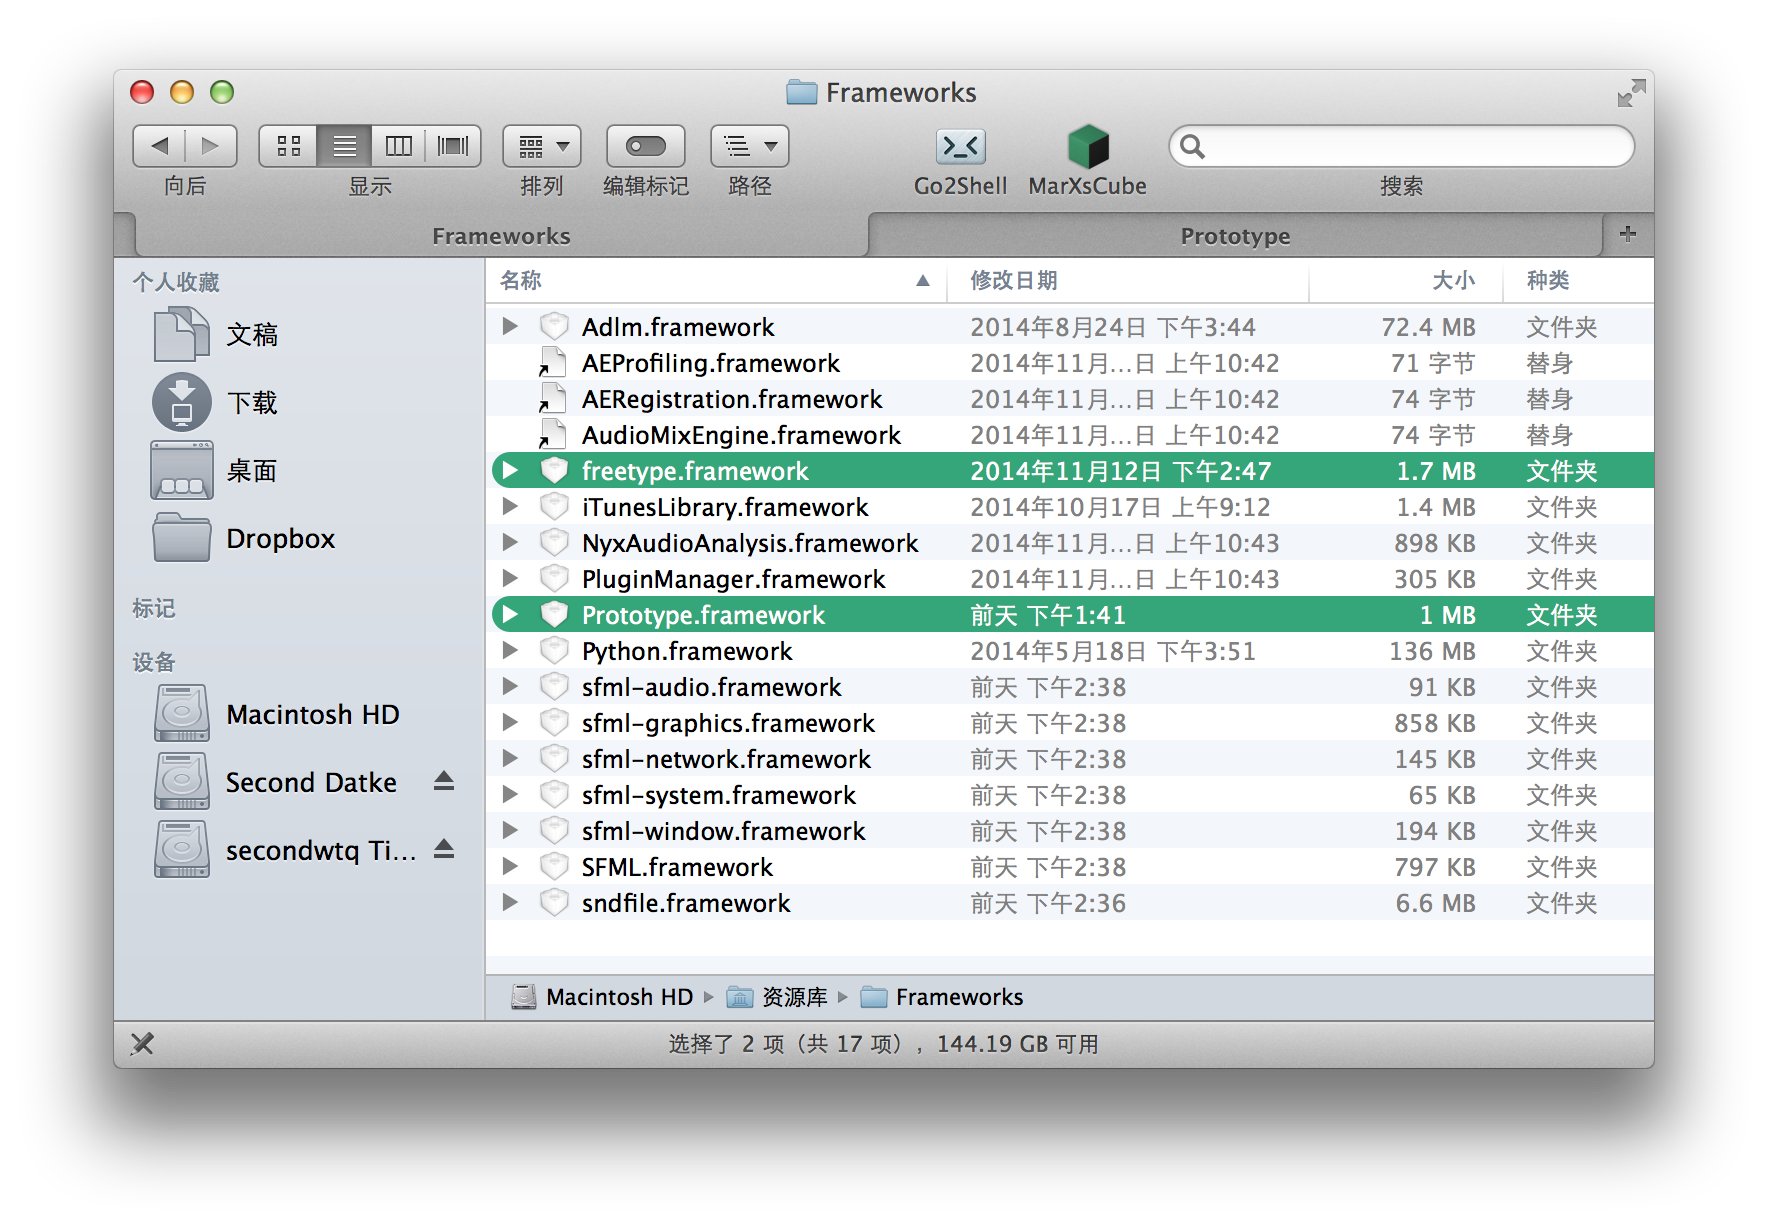 Frameworks
向后 显示 排列 编辑标记 路径 Go2Shell MarXsCube 搜索
Frameworks Prototype +
个人收藏
文稿
下载
桌面
Dropbox
标记
设备
Macintosh HD
Second Datke
secondwtq Ti...
名称 修改日期 大小 种类
Adlm.framework 2014年8月24日 下午3:44 72.4 MB 文件夹
AEProfiling.framework 2014年11月...日 上午10:42 71 字节 替身
AERegistration.framework 2014年11月...日 上午10:42 74 字节 替身
AudioMixEngine.framework 2014年11月...日 上午10:42 74 字节 替身
freetype.framework 2014年11月12日 下午2:47 1.7 MB 文件夹
iTunesLibrary.framework 2014年10月17日 上午9:12 1.4 MB 文件夹
NyxAudioAnalysis.framework 2014年11月...日 上午10:43 898 KB 文件夹
PluginManager.framework 2014年11月...日 上午10:43 305 KB 文件夹
Prototype.framework 前天 下午1:41 1 MB 文件夹
Python.framework 2014年5月18日 下午3:51 136 MB 文件夹
sfml-audio.framework 前天 下午2:38 91 KB 文件夹
sfml-graphics.framework 前天 下午2:38 858 KB 文件夹
sfml-network.framework 前天 下午2:38 145 KB 文件夹
sfml-system.framework 前天 下午2:38 65 KB 文件夹
sfml-window.framework 前天 下午2:38 194 KB 文件夹
SFML.framework 前天 下午2:38 797 KB 文件夹
sndfile.framework 前天 下午2:36 6.6 MB 文件夹
Macintosh HD ▸ 资源库 ▸ Frameworks
选择了 2 项（共 17 项），144.19 GB 可用